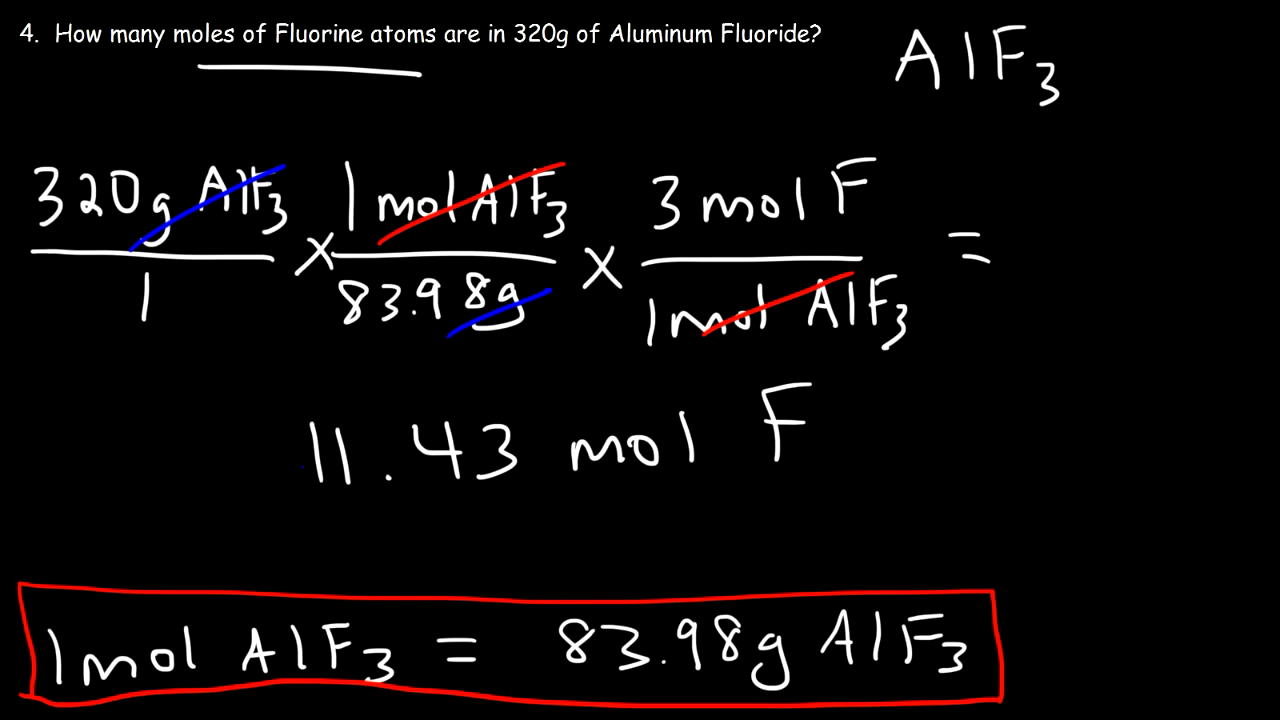 4. How many moles of Fluorine atoms are in 320g of Aluminum Fluoride?
AlF₃
320g AlF₃ / 1 × 1 mol AlF₃ / 83.98g × 3 mol F / 1 mol AlF₃ =
11.43 mol F
1 mol AlF₃ = 83.98g AlF₃